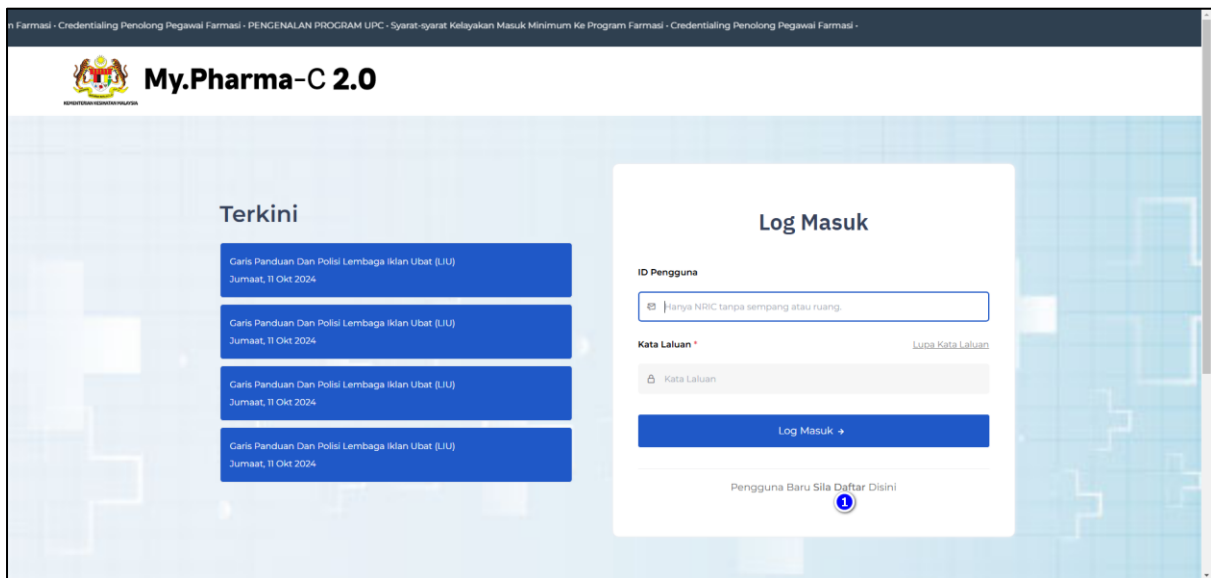 n Farmasi - Credentialing Penolong Pegawai Farmasi - PENGENALAN PROGRAM UPC - Syarat-syarat Kelayakan Masuk Minimum Ke Program Farmasi - Credentialing Penolong Pegawai Farmasi -
My.Pharma-C 2.0
KEMENTERIAN KESIHATAN MALAYSIA
Terkini
Garis Panduan Dan Polisi Lembaga Iklan Ubat (LIU)
Jumaat, 11 Okt 2024
Garis Panduan Dan Polisi Lembaga Iklan Ubat (LIU)
Jumaat, 11 Okt 2024
Garis Panduan Dan Polisi Lembaga Iklan Ubat (LIU)
Jumaat, 11 Okt 2024
Garis Panduan Dan Polisi Lembaga Iklan Ubat (LIU)
Jumaat, 11 Okt 2024
Log Masuk
ID Pengguna
Hanya NRIC tanpa sempang atau ruang.
Kata Laluan *
Lupa Kata Laluan
Kata Laluan
Log Masuk →
Pengguna Baru Sila Daftar Disini
1